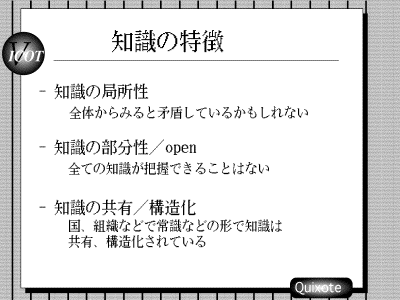 知識の特徴
ICOT
- 知識の局所性
全体からみると矛盾しているかもしれない
- 知識の部分性／open
全ての知識が把握できることはない
- 知識の共有／構造化
国、組織などで常識などの形で知識は
共有、構造化されている
Quixote